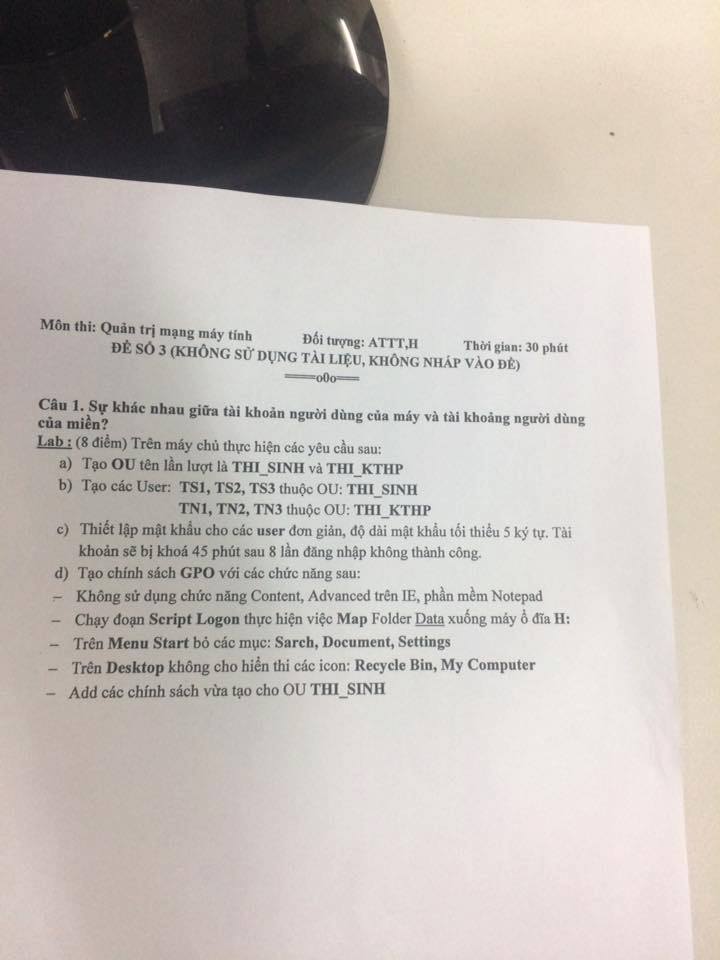 Môn thi: Quản trị mạng máy tính Đối tượng: ATTT,H Thời gian: 30 phút
ĐỀ SỐ 3 (KHÔNG SỬ DỤNG TÀI LIỆU, KHÔNG NHÁP VÀO ĐỀ)
=====o0o====
Câu 1. Sự khác nhau giữa tài khoản người dùng của máy và tài khoảng người dùng
của miền?
Lab : (8 điểm) Trên máy chủ thực hiện các yêu cầu sau:
a) Tạo OU tên lần lượt là THI_SINH và THI_KTHP
b) Tạo các User: TS1, TS2, TS3 thuộc OU: THI_SINH
TN1, TN2, TN3 thuộc OU: THI_KTHP
c) Thiết lập mật khẩu cho các user đơn giản, độ dài mật khẩu tối thiểu 5 ký tự. Tài
khoản sẽ bị khoá 45 phút sau 8 lần đăng nhập không thành công.
d) Tạo chính sách GPO với các chức năng sau:
– Không sử dụng chức năng Content, Advanced trên IE, phần mềm Notepad
– Chạy đoạn Script Logon thực hiện việc Map Folder Data xuống máy ổ đĩa H:
– Trên Menu Start bỏ các mục: Sarch, Document, Settings
– Trên Desktop không cho hiển thi các icon: Recycle Bin, My Computer
– Add các chính sách vừa tạo cho OU THI_SINH